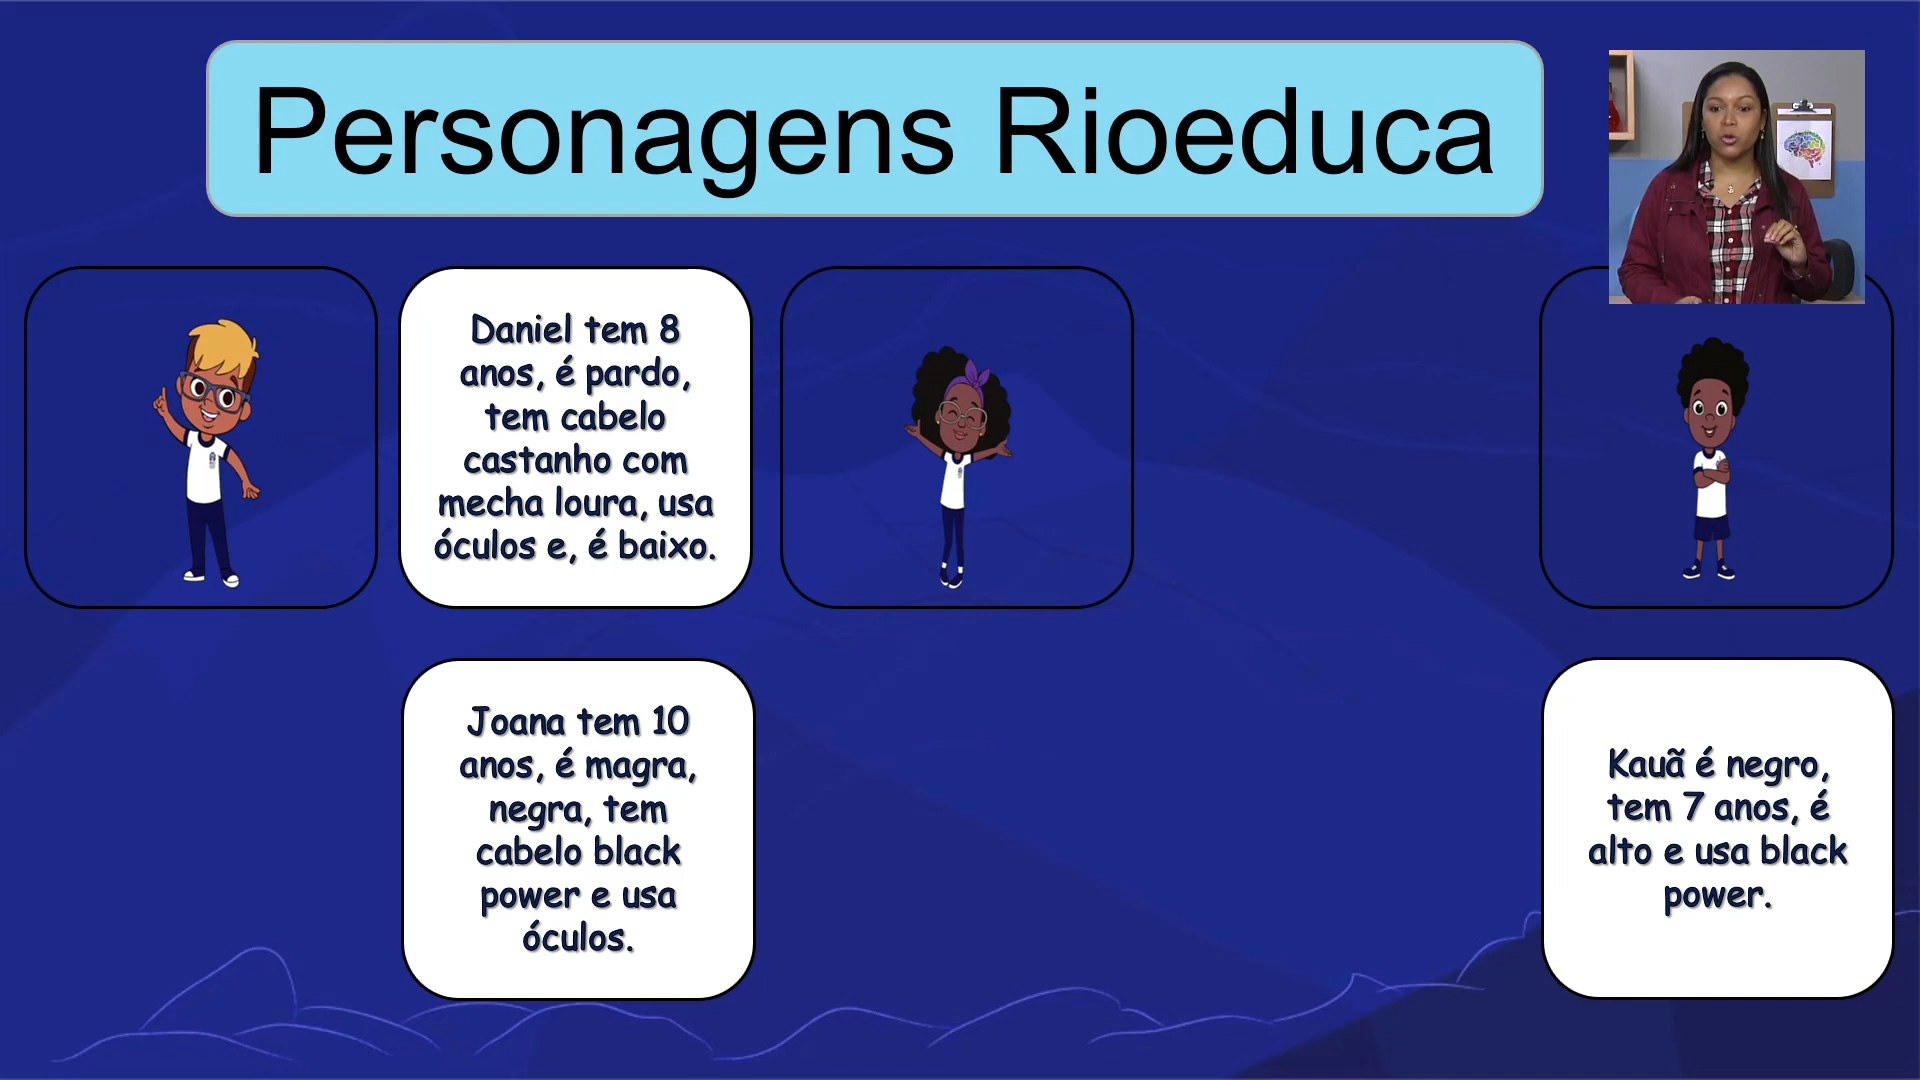 Personagens Rioeduca
Daniel tem 8
anos, é pardo,
tem cabelo
castanho com
mecha loura, usa
óculos e, é baixo.
Joana tem 10
anos, é magra,
negra, tem
cabelo black
power e usa
óculos.
Kauã é negro,
tem 7 anos, é
alto e usa black
power.